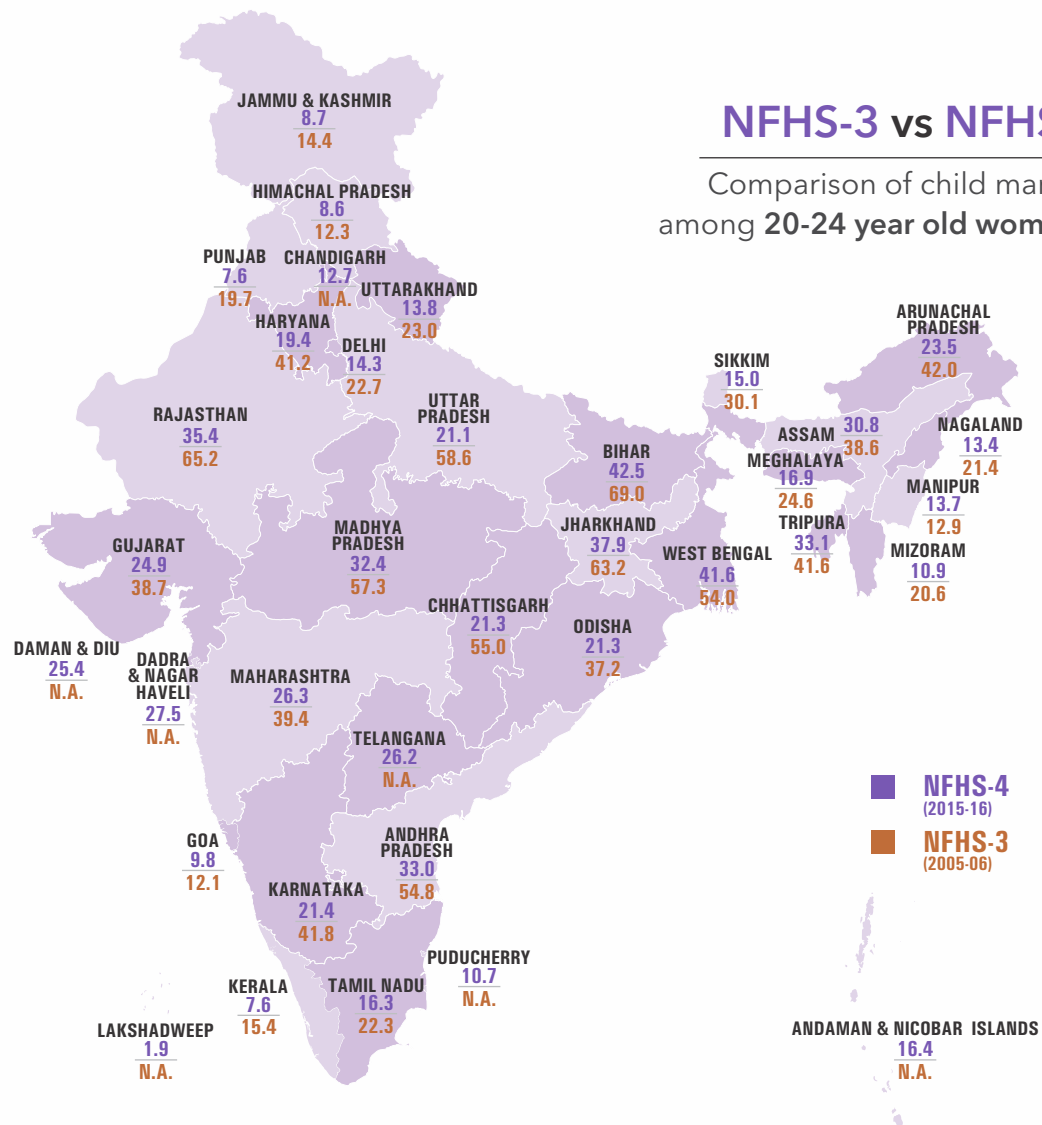 NFHS-3 vs NFHS
Comparison of child mar
among 20-24 year old wom
JAMMU & KASHMIR
8.7
14.4
HIMACHAL PRADESH
8.6
12.3
PUNJAB
7.6
19.7
CHANDIGARH
12.7
N.A.
UTTARAKHAND
13.8
23.0
HARYANA
19.4
41.2
DELHI
14.3
22.7
RAJASTHAN
35.4
65.2
UTTAR
PRADESH
21.1
58.6
BIHAR
42.5
69.0
SIKKIM
15.0
30.1
ARUNACHAL
PRADESH
23.5
42.0
ASSAM
30.8
38.6
NAGALAND
13.4
21.4
MEGHALAYA
16.9
24.6
MANIPUR
13.7
12.9
TRIPURA
33.1
41.6
MIZORAM
10.9
20.6
GUJARAT
24.9
38.7
MADHYA
PRADESH
32.4
57.3
JHARKHAND
37.9
63.2
WEST BENGAL
41.6
54.0
CHHATTISGARH
21.3
55.0
ODISHA
21.3
37.2
DAMAN & DIU
25.4
N.A.
DADRA
& NAGAR
HAVELI
27.5
N.A.
MAHARASHTRA
26.3
39.4
TELANGANA
26.2
N.A.
NFHS-4
(2015-16)
NFHS-3
(2005-06)
GOA
9.8
12.1
ANDHRA
PRADESH
33.0
54.8
KARNATAKA
21.4
41.8
PUDUCHERRY
10.7
N.A.
KERALA
7.6
15.4
TAMIL NADU
16.3
22.3
LAKSHADWEEP
1.9
N.A.
ANDAMAN & NICOBAR ISLANDS
16.4
N.A.